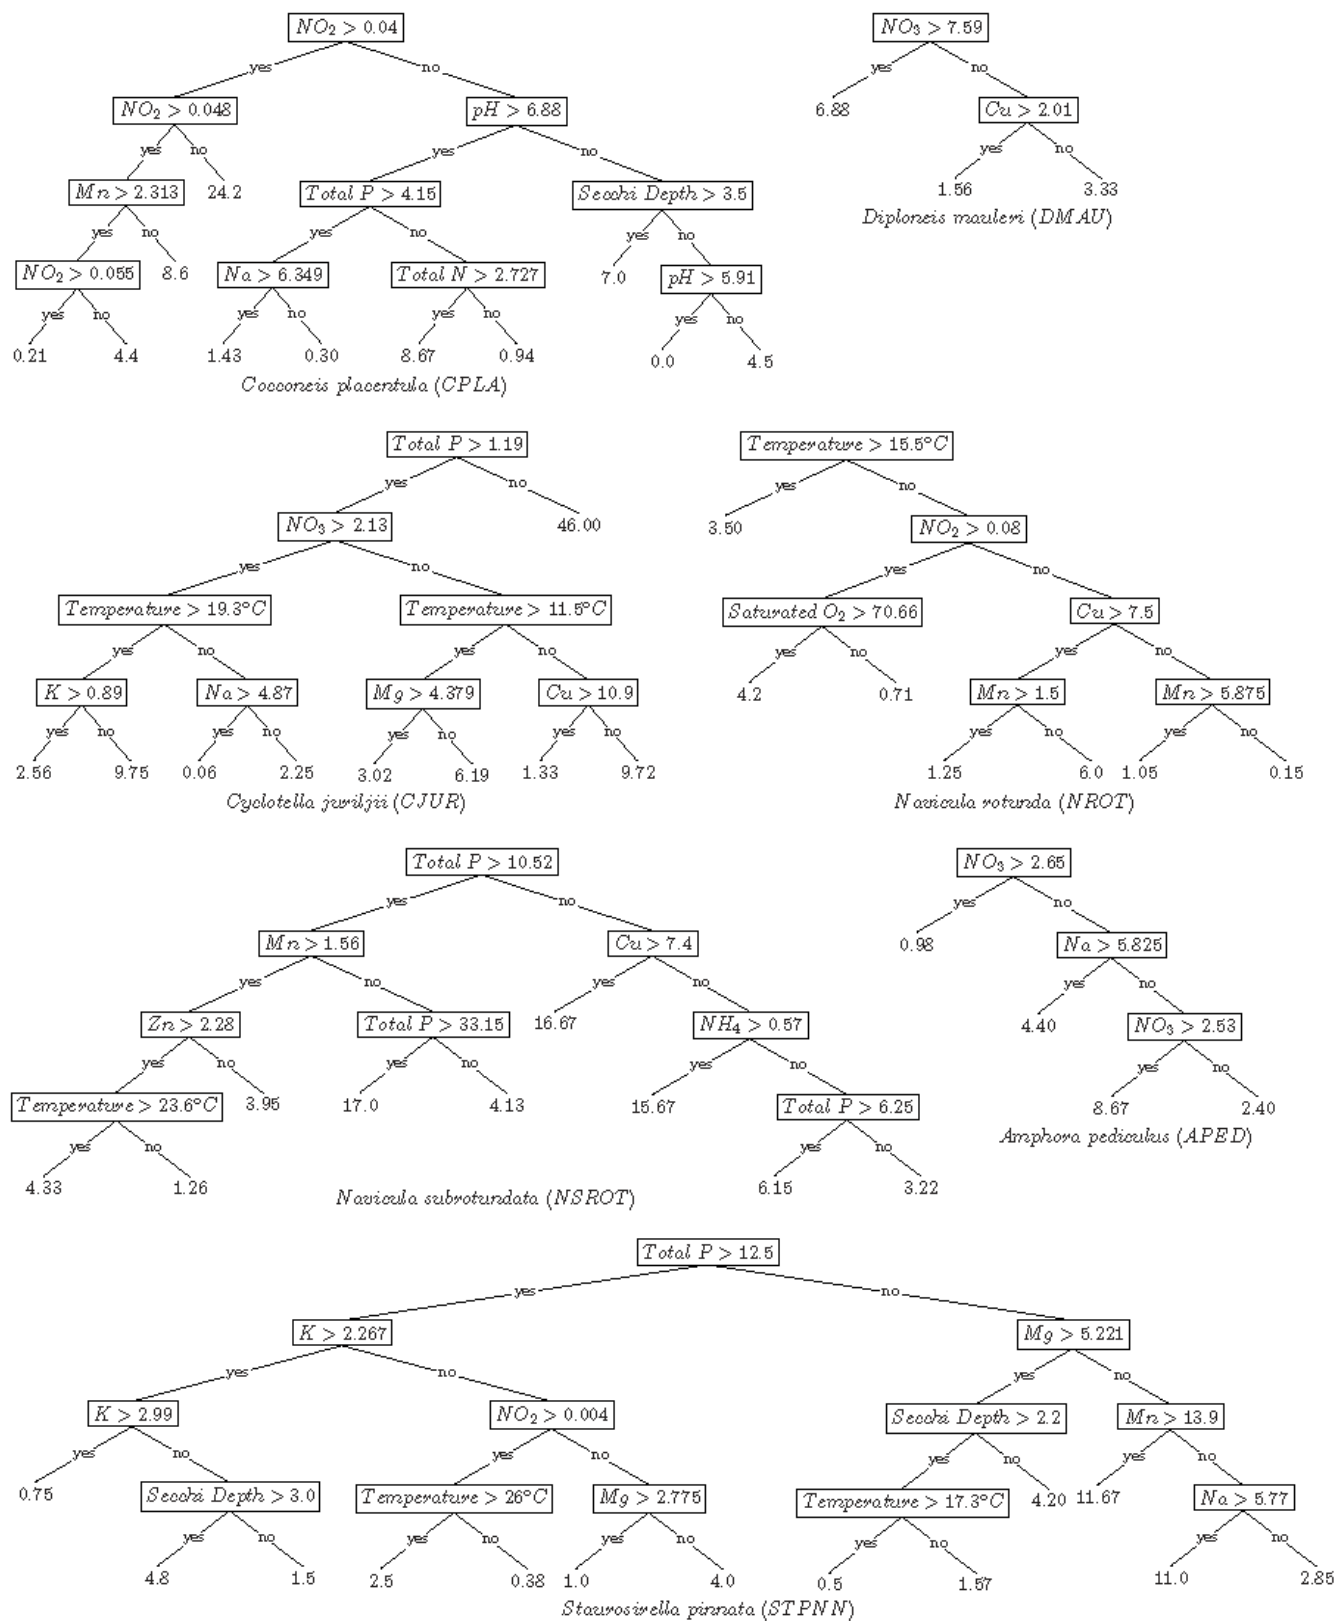 NO₂ > 0.04
NO₃ > 7.59
yes no
yes no
NO₂ > 0.048 pH > 6.88
6.88 Cu > 2.01
yes no yes no
yes no
Mn > 2.313 24.2 Total P > 4.15 Secchi Depth > 3.5
1.56 3.33
Diploneis mauleri (DMAU)
yes no yes no yes no
NO₂ > 0.055 8.6 Na > 6.349 Total N > 2.727 7.0 pH > 5.91
yes no yes no yes no yes no
0.21 4.4 1.43 0.30 8.67 0.94 0.0 4.5
Cocconeis placentula (CPLA)
Total P > 1.19
Temperature > 15.5°C
yes no
yes no
NO₃ > 2.13 46.00
3.50 NO₂ > 0.08
yes no
yes no
Temperature > 19.3°C Temperature > 11.5°C
Saturated O₂ > 70.66 Cu > 7.5
yes no yes no
yes no yes no
K > 0.89 Na > 4.87 Mg > 4.379 Cu > 10.9
4.2 0.71 Mn > 1.5 Mn > 5.875
yes no yes no yes no yes no
yes no yes no
2.56 9.75 0.06 2.25 3.02 6.19 1.33 9.72
1.25 6.0 1.05 0.15
Cyclotella juriljii (CJUR)
Navicula rotunda (NROT)
Total P > 10.52
NO₃ > 2.65
yes no
yes no
Mn > 1.56 Cu > 7.4
0.98 Na > 5.825
yes no yes no
yes no
Zn > 2.28 Total P > 33.15 16.67 NH₄ > 0.57
4.40 NO₃ > 2.53
yes no yes no yes no
yes no
Temperature > 23.6°C 3.95 17.0 4.13 15.67 Total P > 6.25
8.67 2.40
Amphora pediculus (APED)
yes no yes no
4.33 1.26 6.15 3.22
Navicula subrotundata (NSROT)
Total P > 12.5
yes no
K > 2.267 Mg > 5.221
yes no yes no
K > 2.99 NO₂ > 0.004 Secchi Depth > 2.2 Mn > 13.9
yes no yes no yes no yes no
0.75 Secchi Depth > 3.0 Temperature > 26°C Mg > 2.775 Temperature > 17.3°C 4.20 11.67 Na > 5.77
yes no yes no yes no yes no yes no
4.8 1.5 2.5 0.38 1.0 4.0 0.5 1.57 11.0 2.85
Staurosirella pinnata (STPNN)